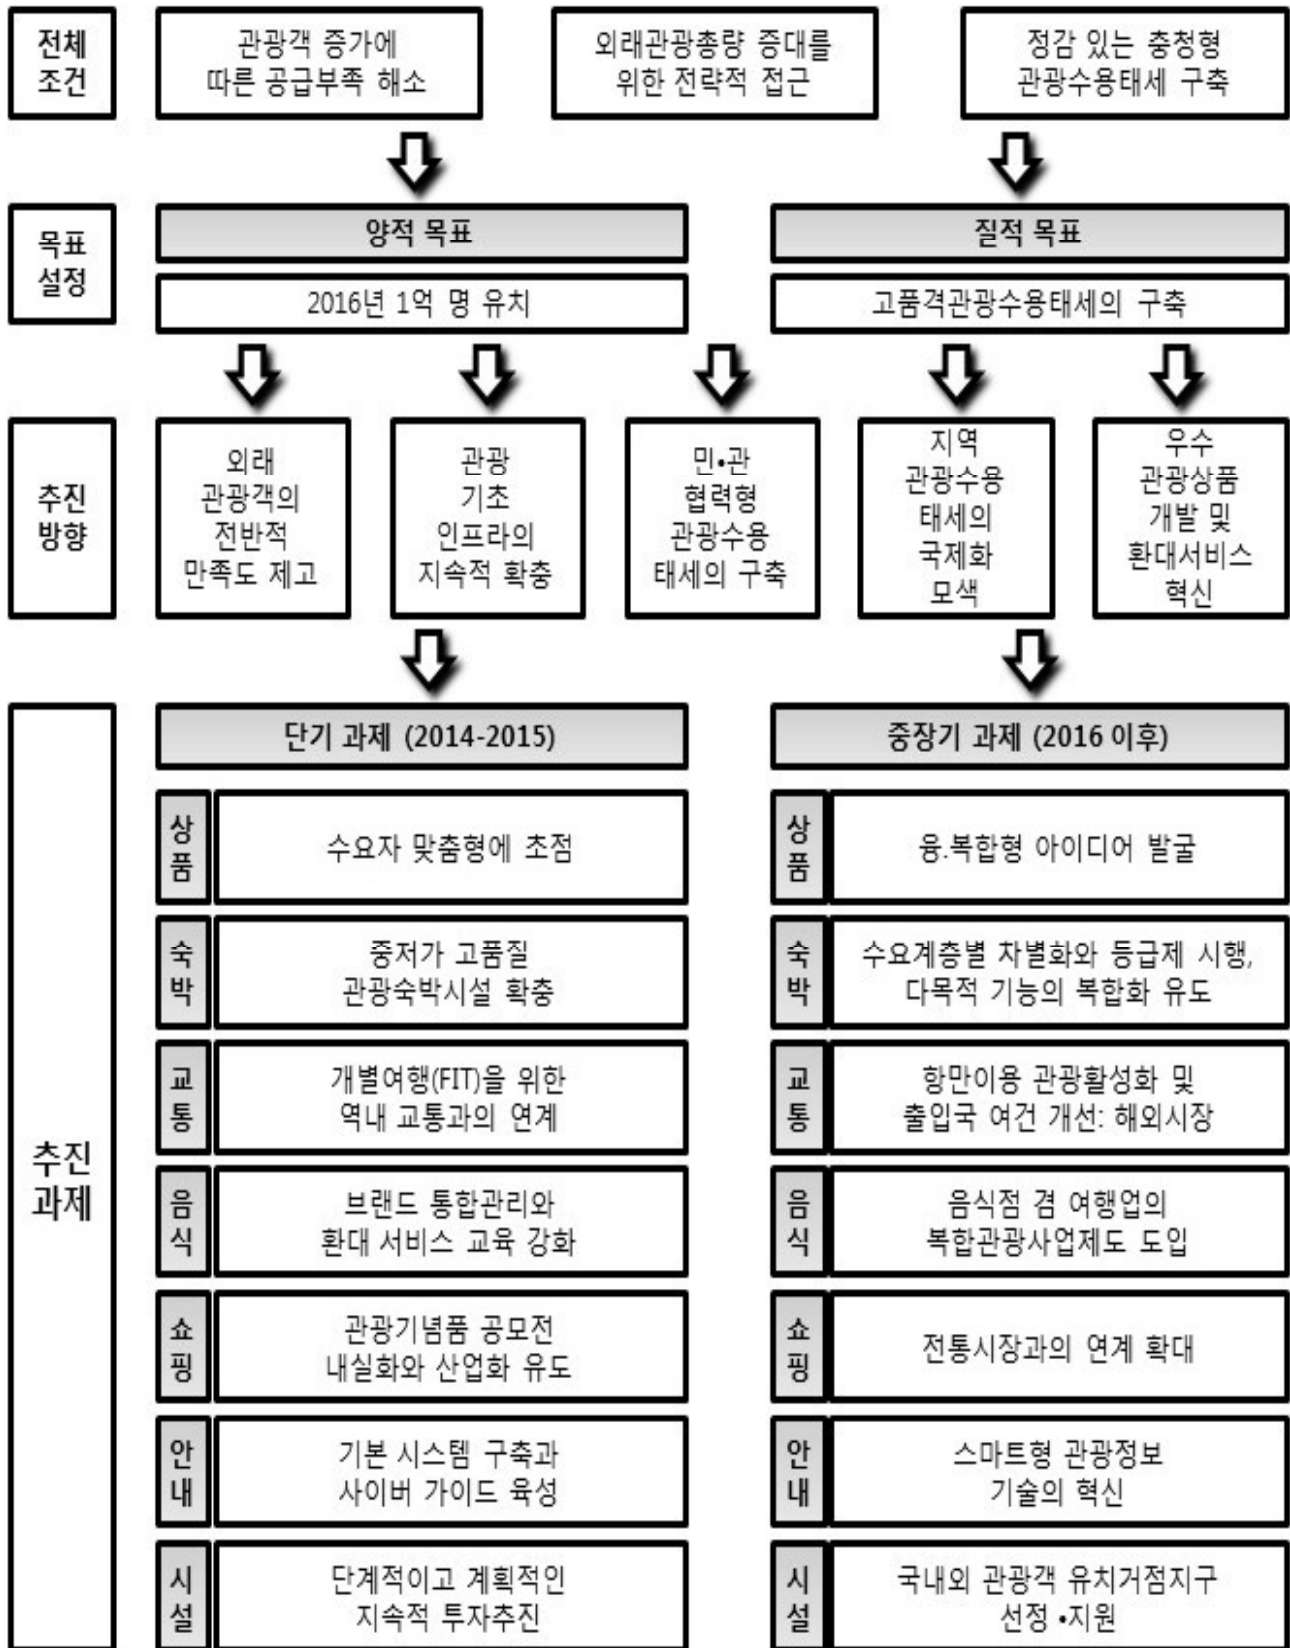 전체
조건
관광객 증가에
따른 공급부족 해소
외래관광총량 증대를
위한 전략적 접근
정감 있는 충청형
관광수용태세 구축
목표
설정
양적 목표
2016년 1억 명 유치
질적 목표
고품격관광수용태세의 구축
추진
방향
외래
관광객의
전반적
만족도 제고
관광
기초
인프라의
지속적 확충
민•관
협력형
관광수용
태세의 구축
지역
관광수용
태세의
국제화
모색
우수
관광상품
개발 및
환대서비스
혁신
추진
과제
단기 과제 (2014-2015)
상
품
수요자 맞춤형에 초점
숙
박
중저가 고품질
관광숙박시설 확충
교
통
개별여행(FIT)을 위한
역내 교통과의 연계
음
식
브랜드 통합관리와
환대 서비스 교육 강화
쇼
핑
관광기념품 공모전
내실화와 산업화 유도
안
내
기본 시스템 구축과
사이버 가이드 육성
시
설
단계적이고 계획적인
지속적 투자추진
중장기 과제 (2016 이후)
상
품
융.복합형 아이디어 발굴
숙
박
수요계층별 차별화와 등급제 시행,
다목적 기능의 복합화 유도
교
통
항만이용 관광활성화 및
출입국 여건 개선: 해외시장
음
식
음식점 겸 여행업의
복합관광사업제도 도입
쇼
핑
전통시장과의 연계 확대
안
내
스마트형 관광정보
기술의 혁신
시
설
국내외 관광객 유치거점지구
선정 •지원